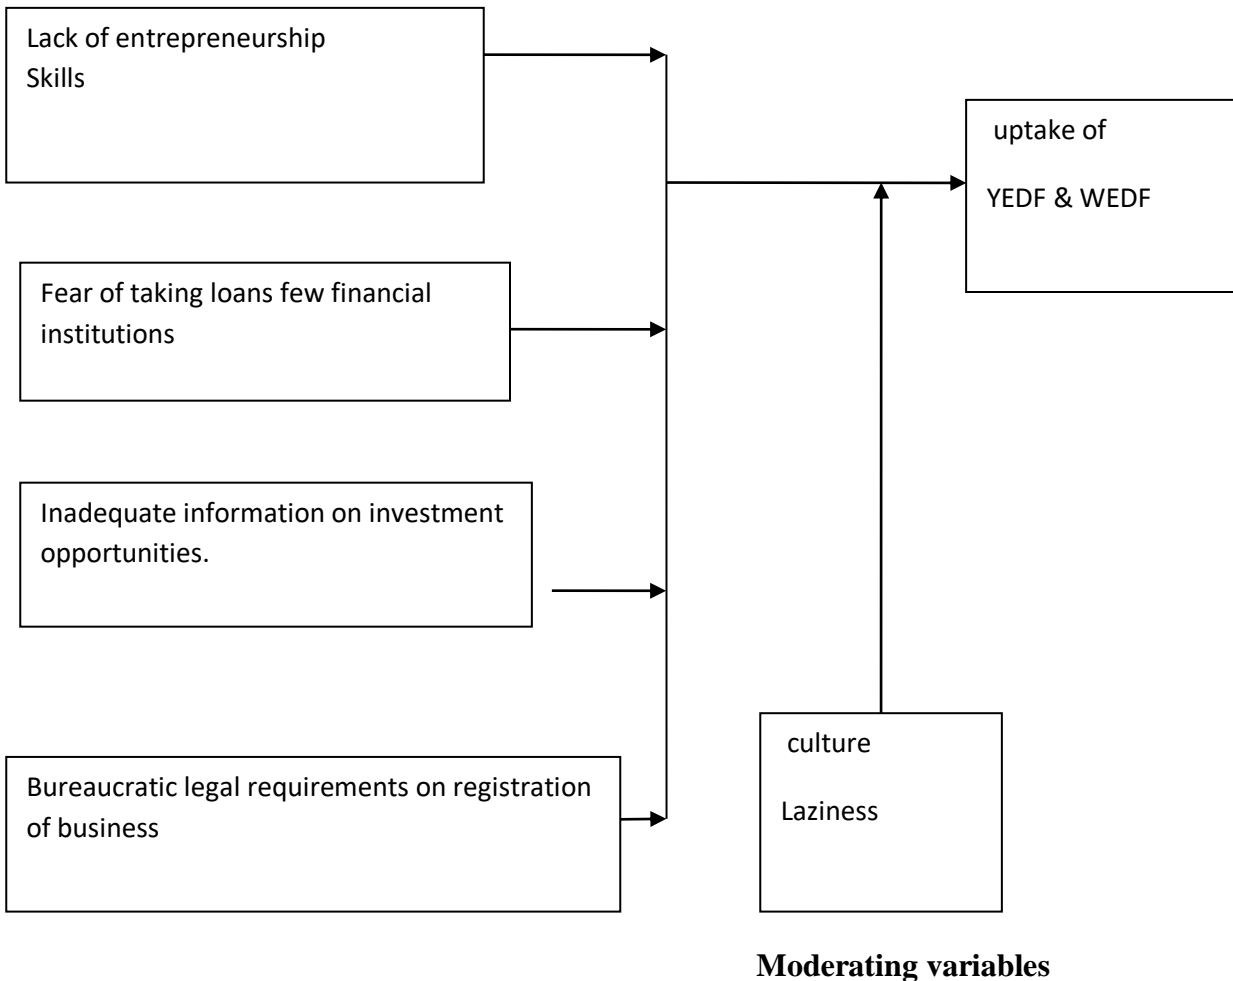 Lack of entrepreneurship
Skills
uptake of
YEDF & WEDF
Fear of taking loans few financial
institutions
Inadequate information on investment
opportunities.
culture
Laziness
Bureaucratic legal requirements on registration
of business
Moderating variables